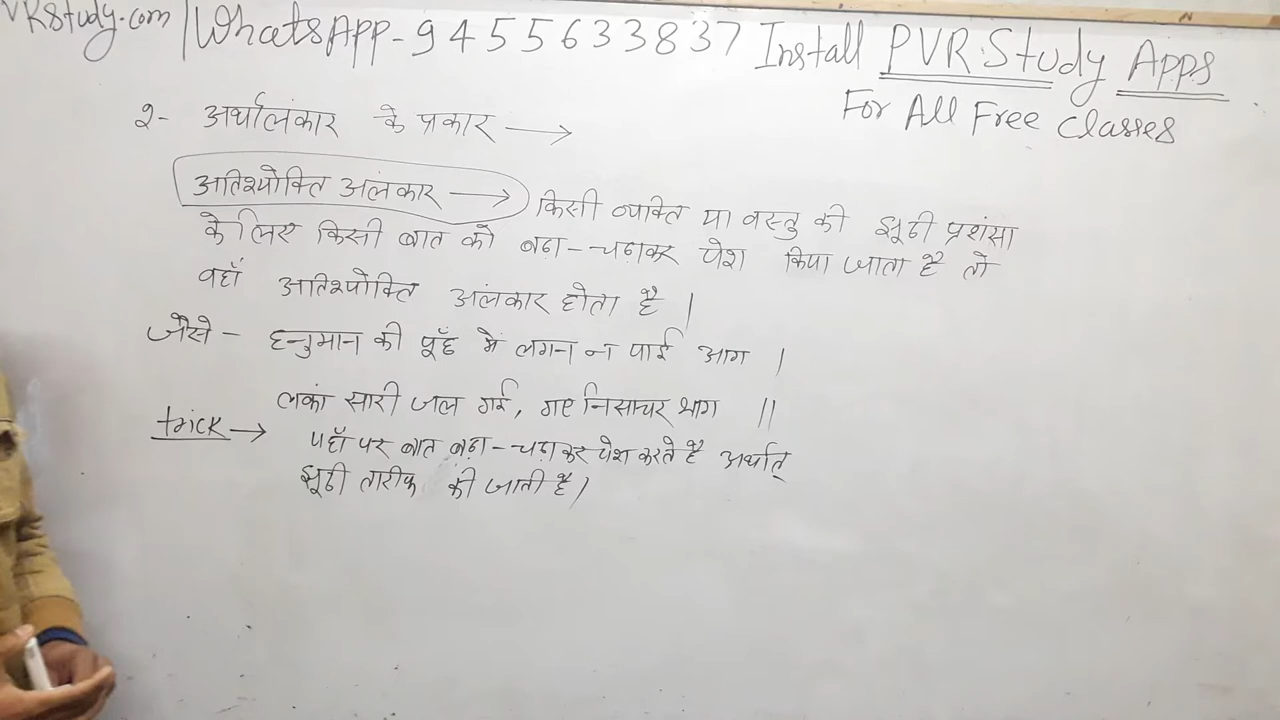 VRStudy.com | WhatsApp - 9455633837 Install PVR Study Apps
For All Free Classes
2- अर्थालंकार के प्रकार →
अतिश्योक्ति अलंकार → किसी व्यक्ति या वस्तु की झूठी प्रशंसा
के लिए किसी बात को बढ़ा-चढ़ाकर पेश किया जाता है तो
वहाँ अतिश्योक्ति अलंकार होता है |
जैसे - हनुमान की पूँछ में लगन न पाई आग |
लकां सारी जल गई, गए निसाचर भाग ||
trick → यहाँ पर बात बढ़ा-चढ़ाकर पेश करते है अर्थात्
झूठी तारीफ की जाती है |